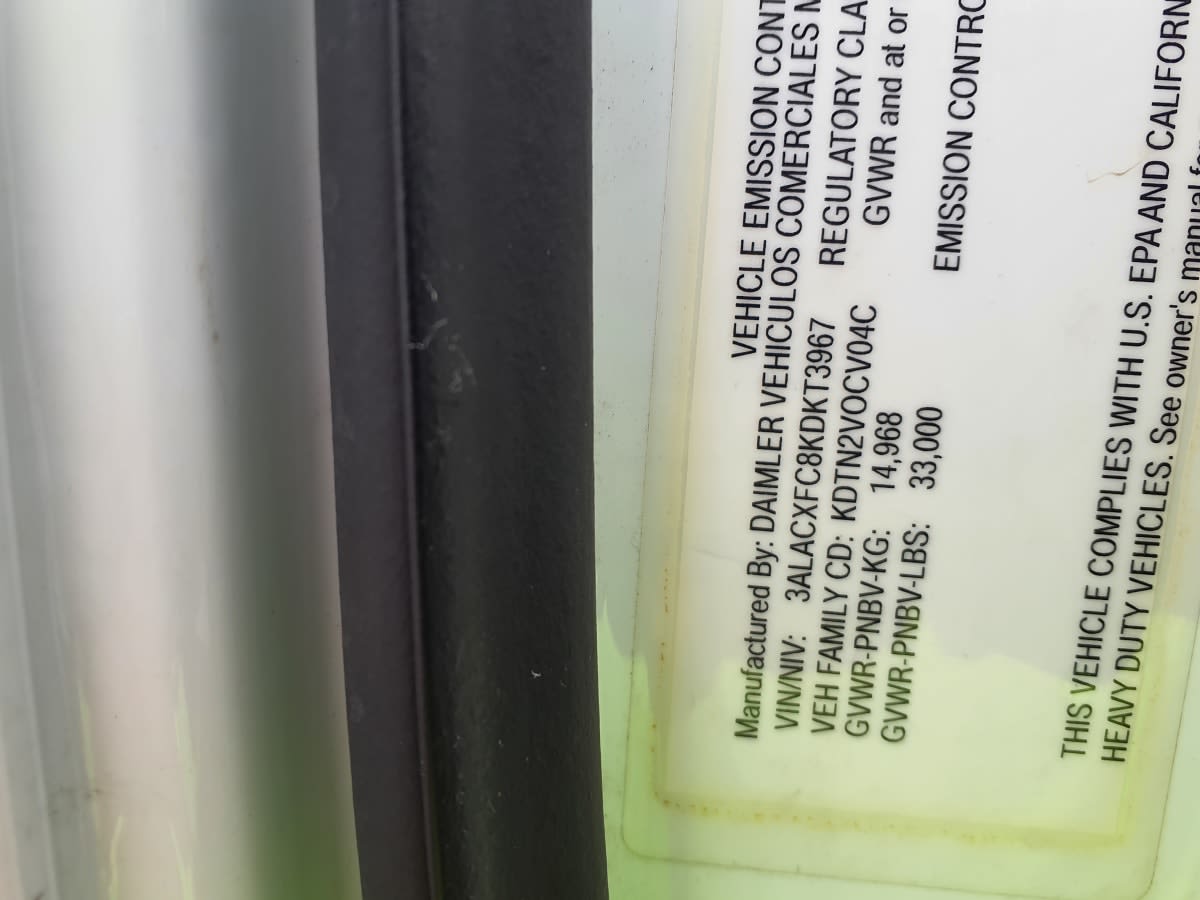 VEHICLE EMISSION CONT
Manufactured By: DAIMLER VEHICULOS COMERCIALES M
VIN/NIV: 3ALACXFC8KDKT3967 REGULATORY CLA
VEH FAMILY CD: KDTN2VOCV04C GVWR and at or
GVWR-PNBV-KG: 14,968
GVWR-PNBV-LBS: 33,000 EMISSION CONTRO
THIS VEHICLE COMPLIES WITH U.S. EPA AND CALIFORN
HEAVY DUTY VEHICLES. See owner's manual for